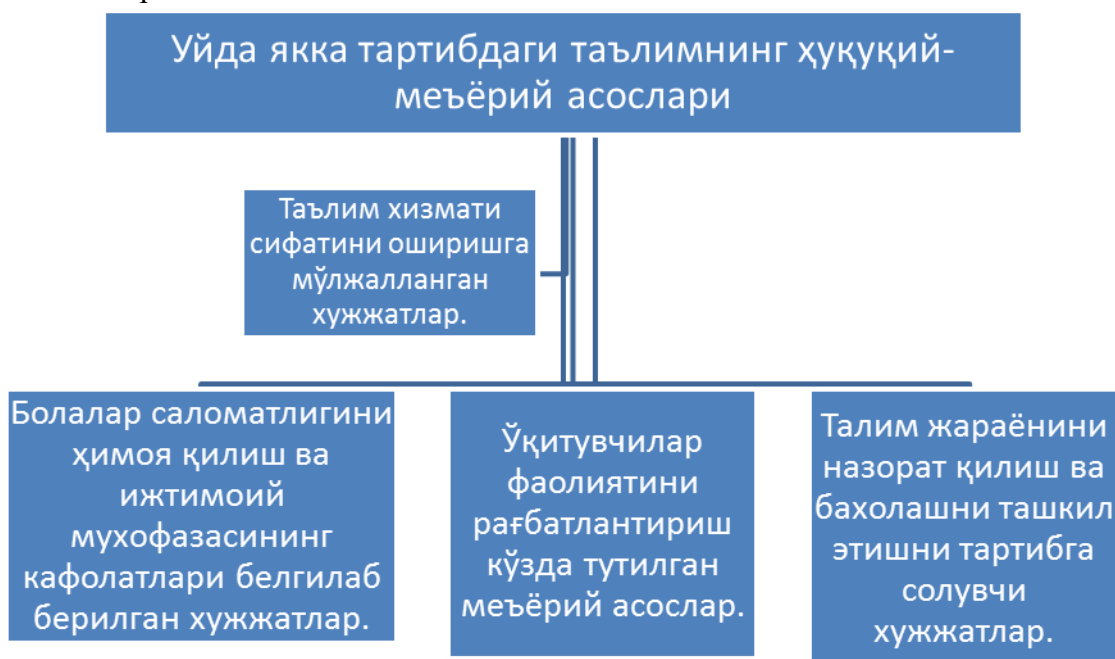 Уйда якка тартибдаги таълимнинг ҳуқуқий-
меъёрий асослари
Таълим хизмати
сифатини оширишга
мўлжалланган
хужжатлар.
Болалар саломатлигини
ҳимоя қилиш ва
ижтимоий
мухофазасининг
кафолатлари белгилаб
берилган хужжатлар.
Ўқитувчилар
фаолиятини
рағбатлантириш
кўзда тутилган
меъёрий асослар.
Талим жараёнини
назорат қилиш ва
бахолашни ташкил
этишни тартибга
солувчи
хужжатлар.